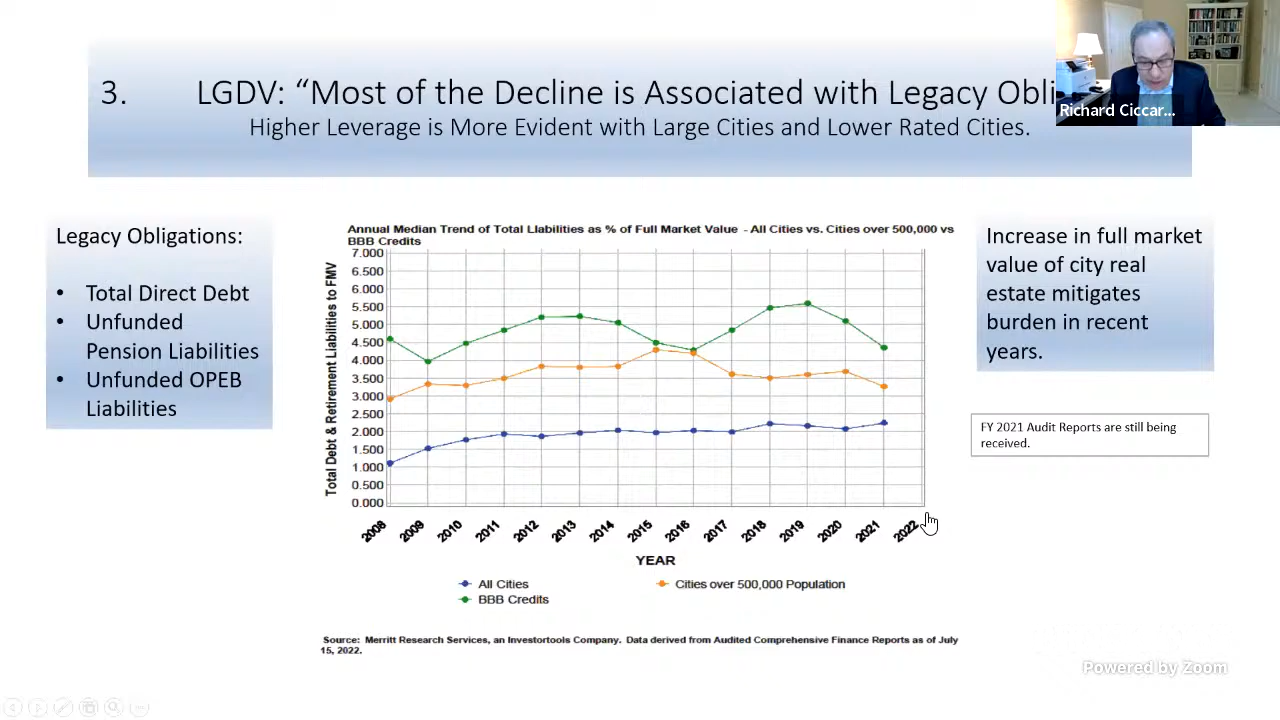 3. LGDV: “Most of the Decline is Associated with Legacy Obli
Higher Leverage is More Evident with Large Cities and Lower Rated Cities.
Richard Ciccar...
Legacy Obligations:
• Total Direct Debt
• Unfunded
Pension Liabilities
• Unfunded OPEB
Liabilities
Annual Median Trend of Total Liabilities as % of Full Market Value - All Cities vs. Cities over 500,000 vs
BBB Credits
Total Debt & Retirement Liabilities to FMV
7.000
6.500
6.000
5.500
5.000
4.500
4.000
3.500
3.000
2.500
2.000
1.500
1.000
0.500
0.000
2008 2009 2010 2011 2012 2013 2014 2015 2016 2017 2018 2019 2020 2021 2022
YEAR
All Cities
Cities over 500,000 Population
BBB Credits
Source: Merritt Research Services, an Investortools Company. Data derived from Audited Comprehensive Finance Reports as of July
15, 2022.
Increase in full market
value of city real
estate mitigates
burden in recent
years.
FY 2021 Audit Reports are still being
received.
Powered by Zoom